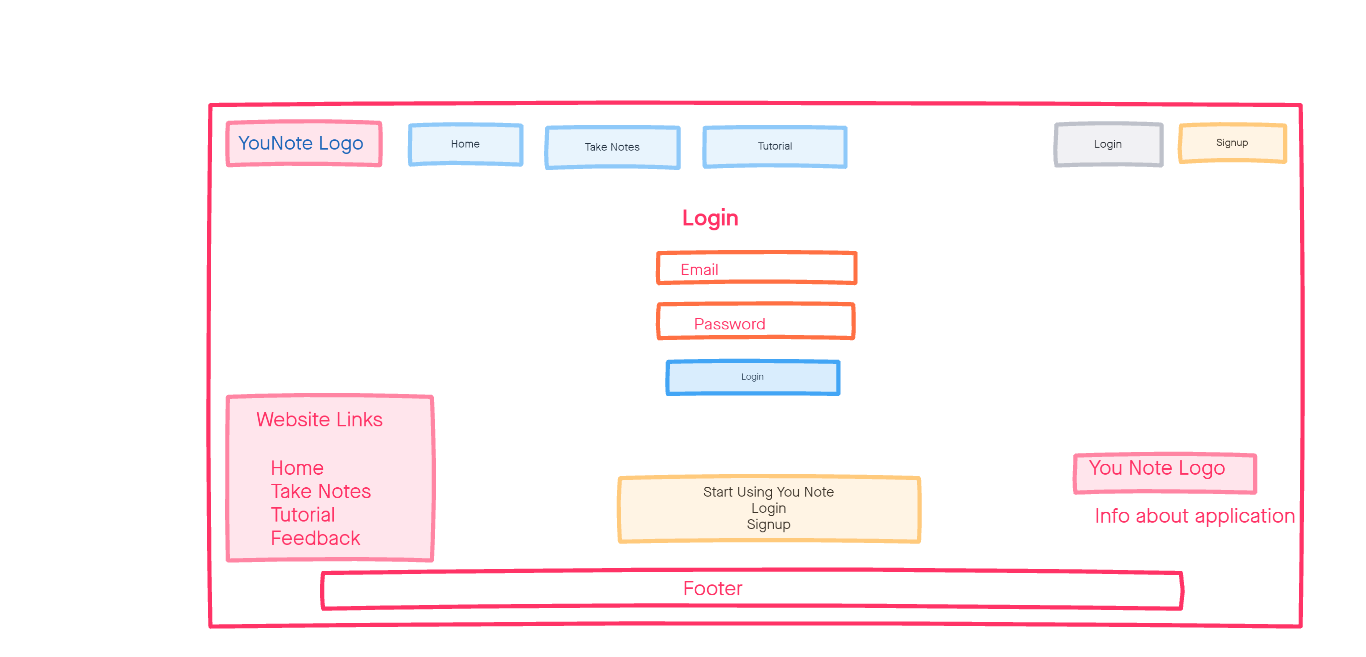 YouNote Logo
Home
Take Notes
Tutorial
Login
Signup
Login
Email
Password
Login
Website Links
Home
Take Notes
Tutorial
Feedback
Start Using You Note
Login
Signup
You Note Logo
Info about application
Footer